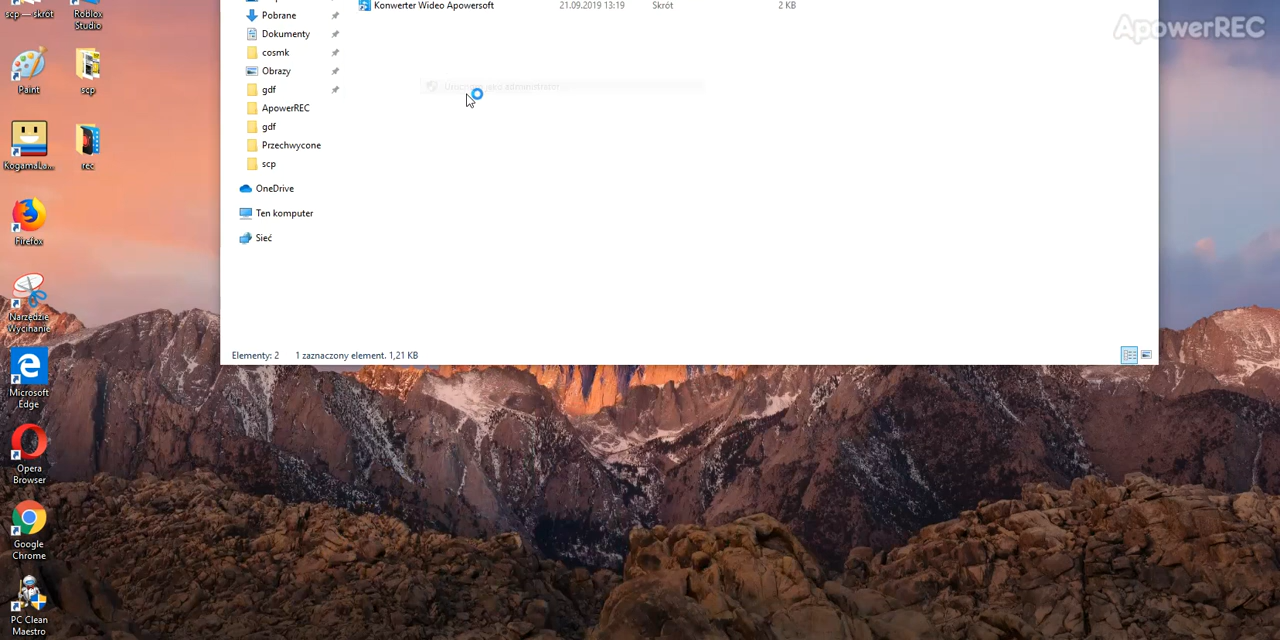 scp — skrót
Roblox
Studio
Paint
scp
KogamaLa...
rec
Firefox
Narzędzie
Wycinanie
Microsoft
Edge
Opera
Browser
Google
Chrome
PC Clean
Maestro
Pobrane
Dokumenty
cosmk
Obrazy
gdf
ApowerREC
gdf
Przechwycone
scp
OneDrive
Ten komputer
Sieć
Konwerter Wideo Apowersoft 21.09.2019 13:19 Skrót 2 KB
Elementy: 2 1 zaznaczony element. 1,21 KB
ApowerREC